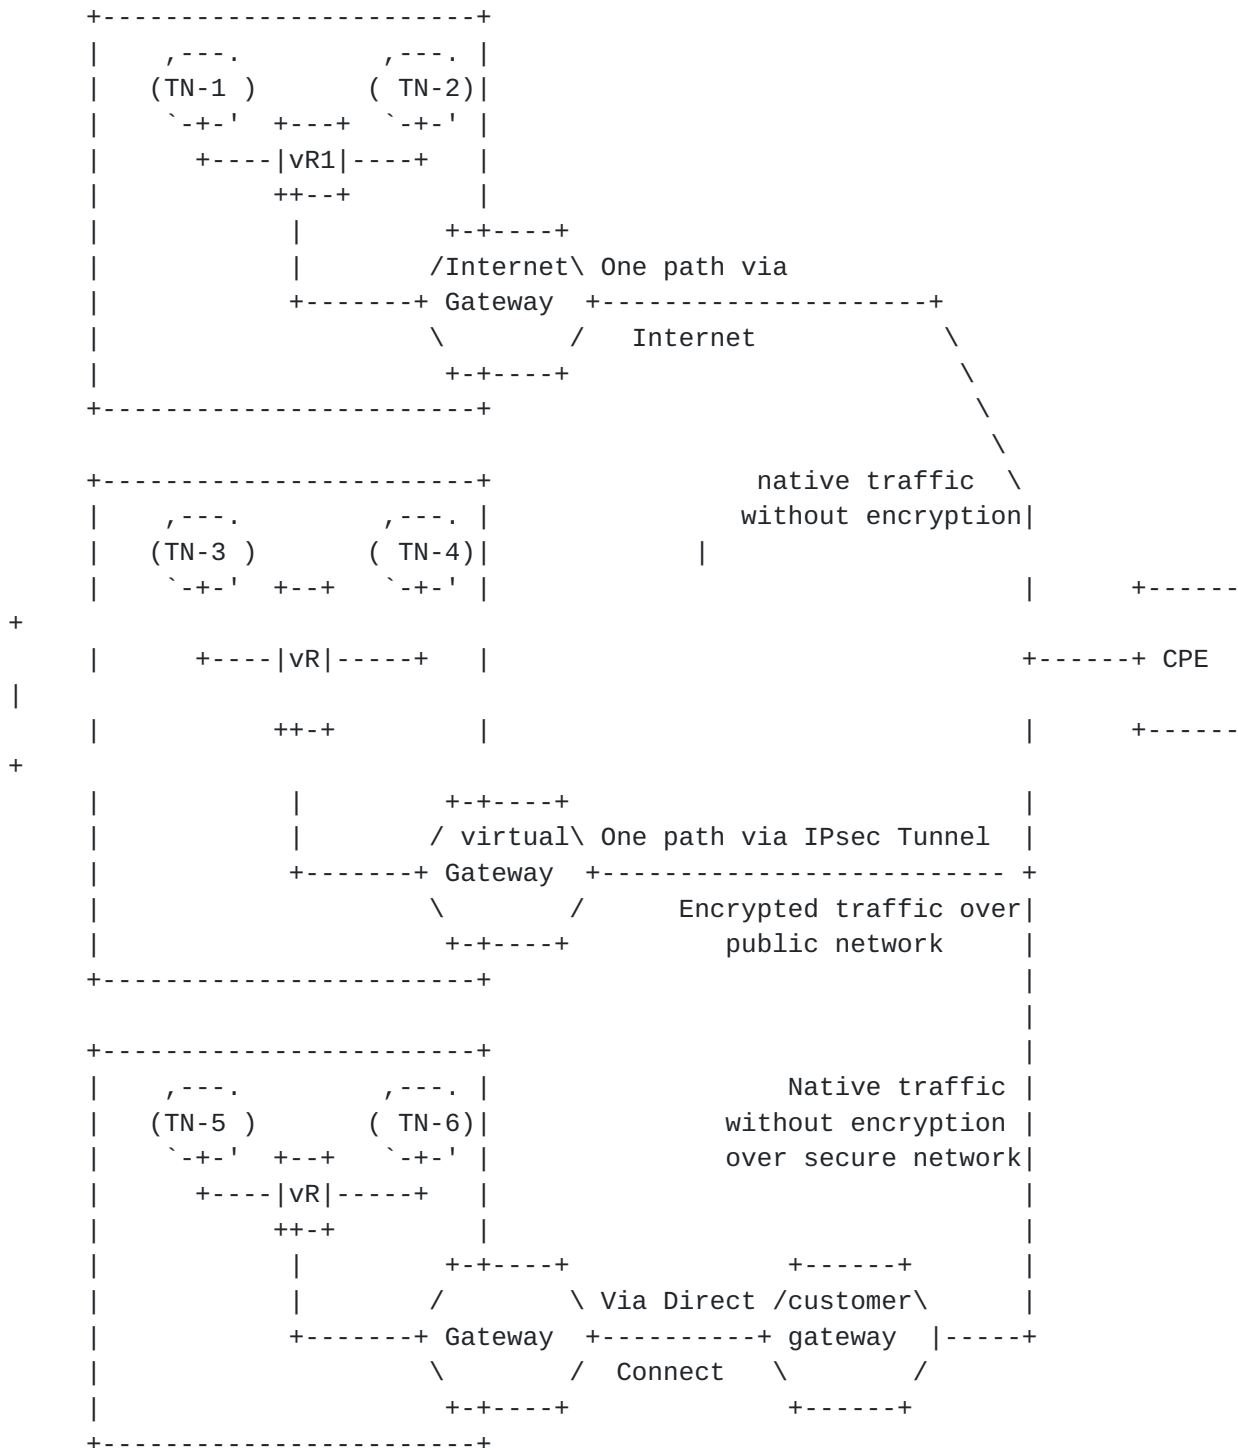 (TN-1 ) ( TN-2)
vR1
/Internet\ One path via
Gateway
Internet
native traffic
without encryption
(TN-3 ) ( TN-4)
vR CPE
/ virtual\ One path via IPsec Tunnel
Gateway
Encrypted traffic over
public network
Native traffic
(TN-5 ) ( TN-6) without encryption
over secure network
vR
Via Direct /customer\
Gateway gateway
Connect